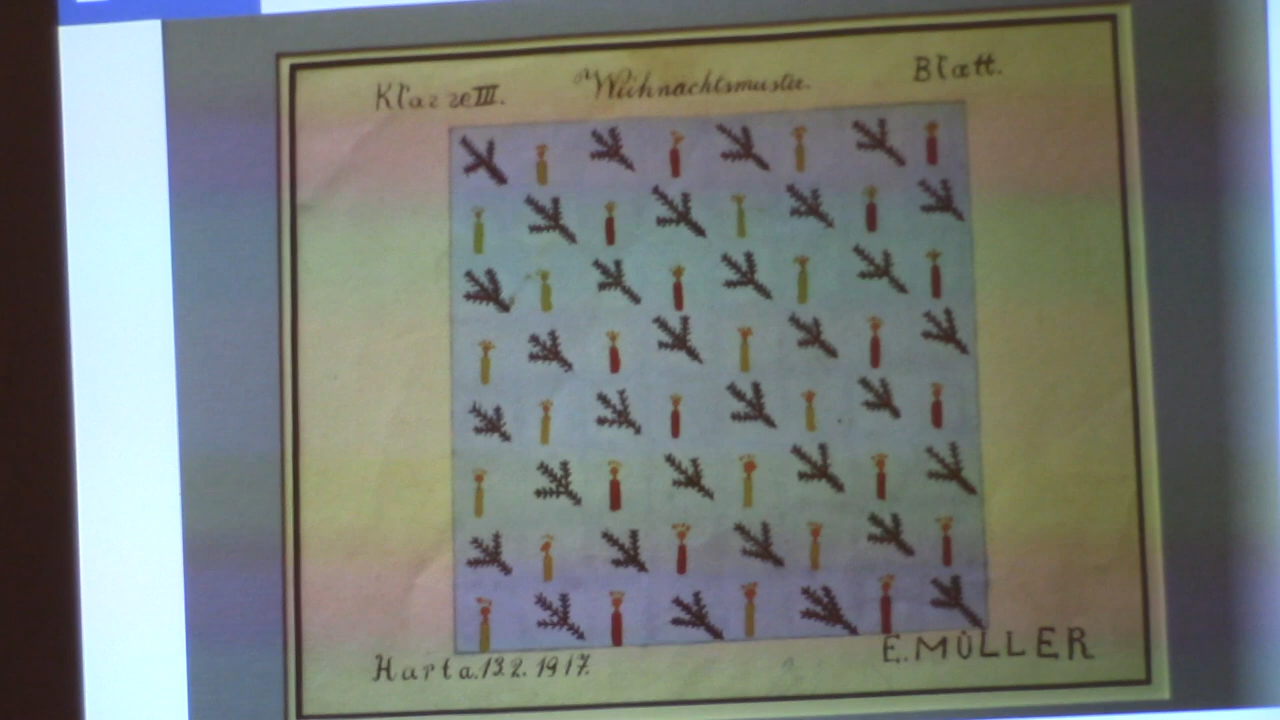 Klasse III. Weihnachtsmuster. Blatt.
Harta. 13.2.1917.
E. MÜLLER